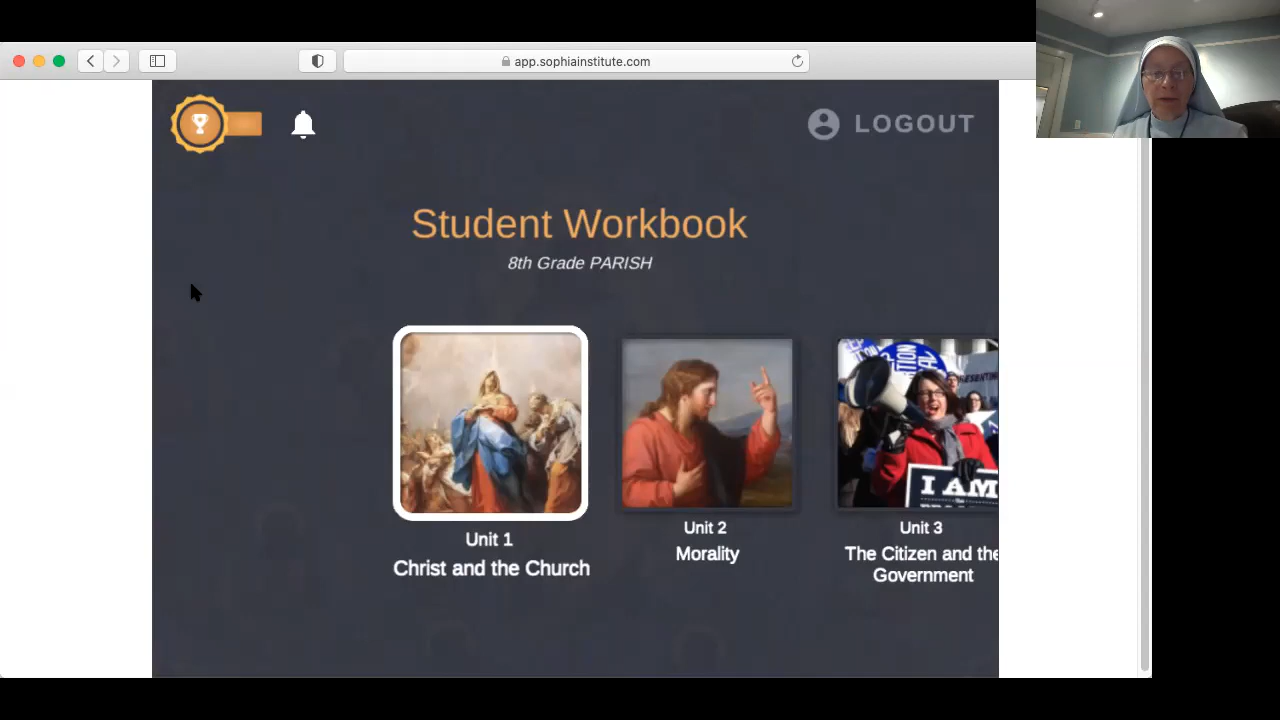 app.sophiainstitute.com
LOGOUT
Student Workbook
8th Grade PARISH
I AM
Unit 1
Christ and the Church
Unit 2
Morality
Unit 3
The Citizen and the
Government